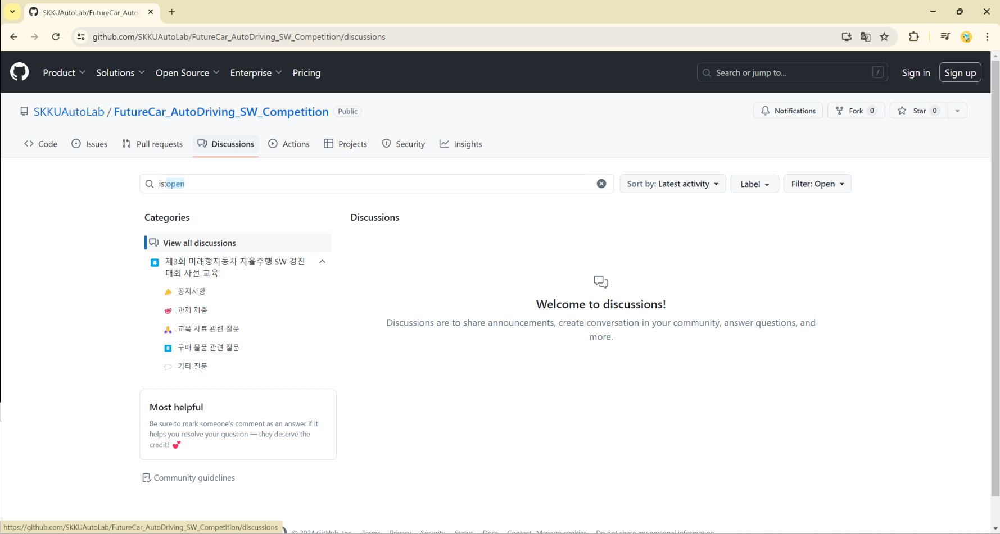 SKKUAutoLab/FutureCar_AutoD
github.com/SKKUAutoLab/FutureCar_AutoDriving_SW_Competition/discussions
Product Solutions Open Source Enterprise Pricing
Search or jump to... /
Sign in Sign up
SKKUAutoLab / FutureCar_AutoDriving_SW_Competition Public
Notifications Fork 0 Star 0
Code Issues Pull requests Discussions Actions Projects Security Insights
is:open
Sort by: Latest activity Label Filter: Open
Categories
View all discussions
제3회 미래형자동차 자율주행 SW 경진
대회 사전 교육
공지사항
과제 제출
교육 자료 관련 질문
구매 물품 관련 질문
기타 질문
Most helpful
Be sure to mark someone’s comment as an answer if it
helps you resolve your question — they deserve the
credit! 💕
Community guidelines
Discussions
Welcome to discussions!
Discussions are to share announcements, create conversation in your community, answer questions, and
more.
https://github.com/SKKUAutoLab/FutureCar_AutoDriving_SW_Competition/discussions
© 2024 GitHub, Inc. Terms Privacy Security Status Docs Contact Manage cookies Do not share my personal information